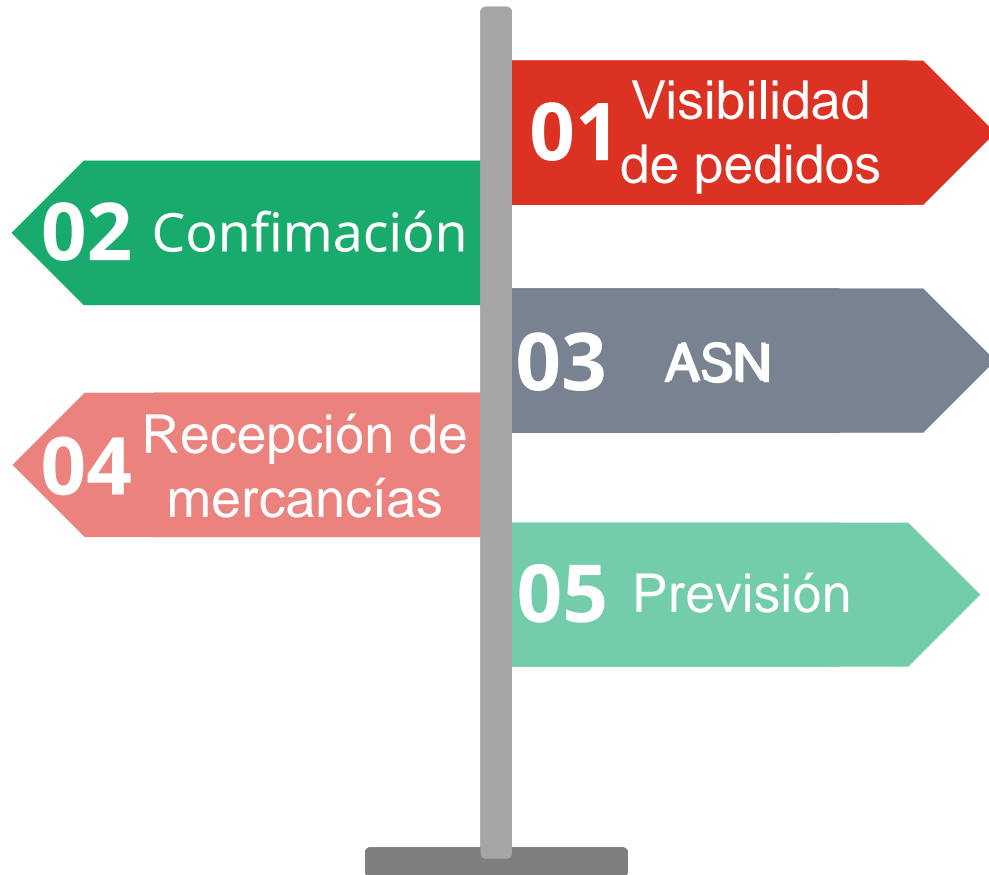 01 Visibilidad
de pedidos
02 Confimación
03 ASN
04 Recepción de
mercancías
05 Previsión